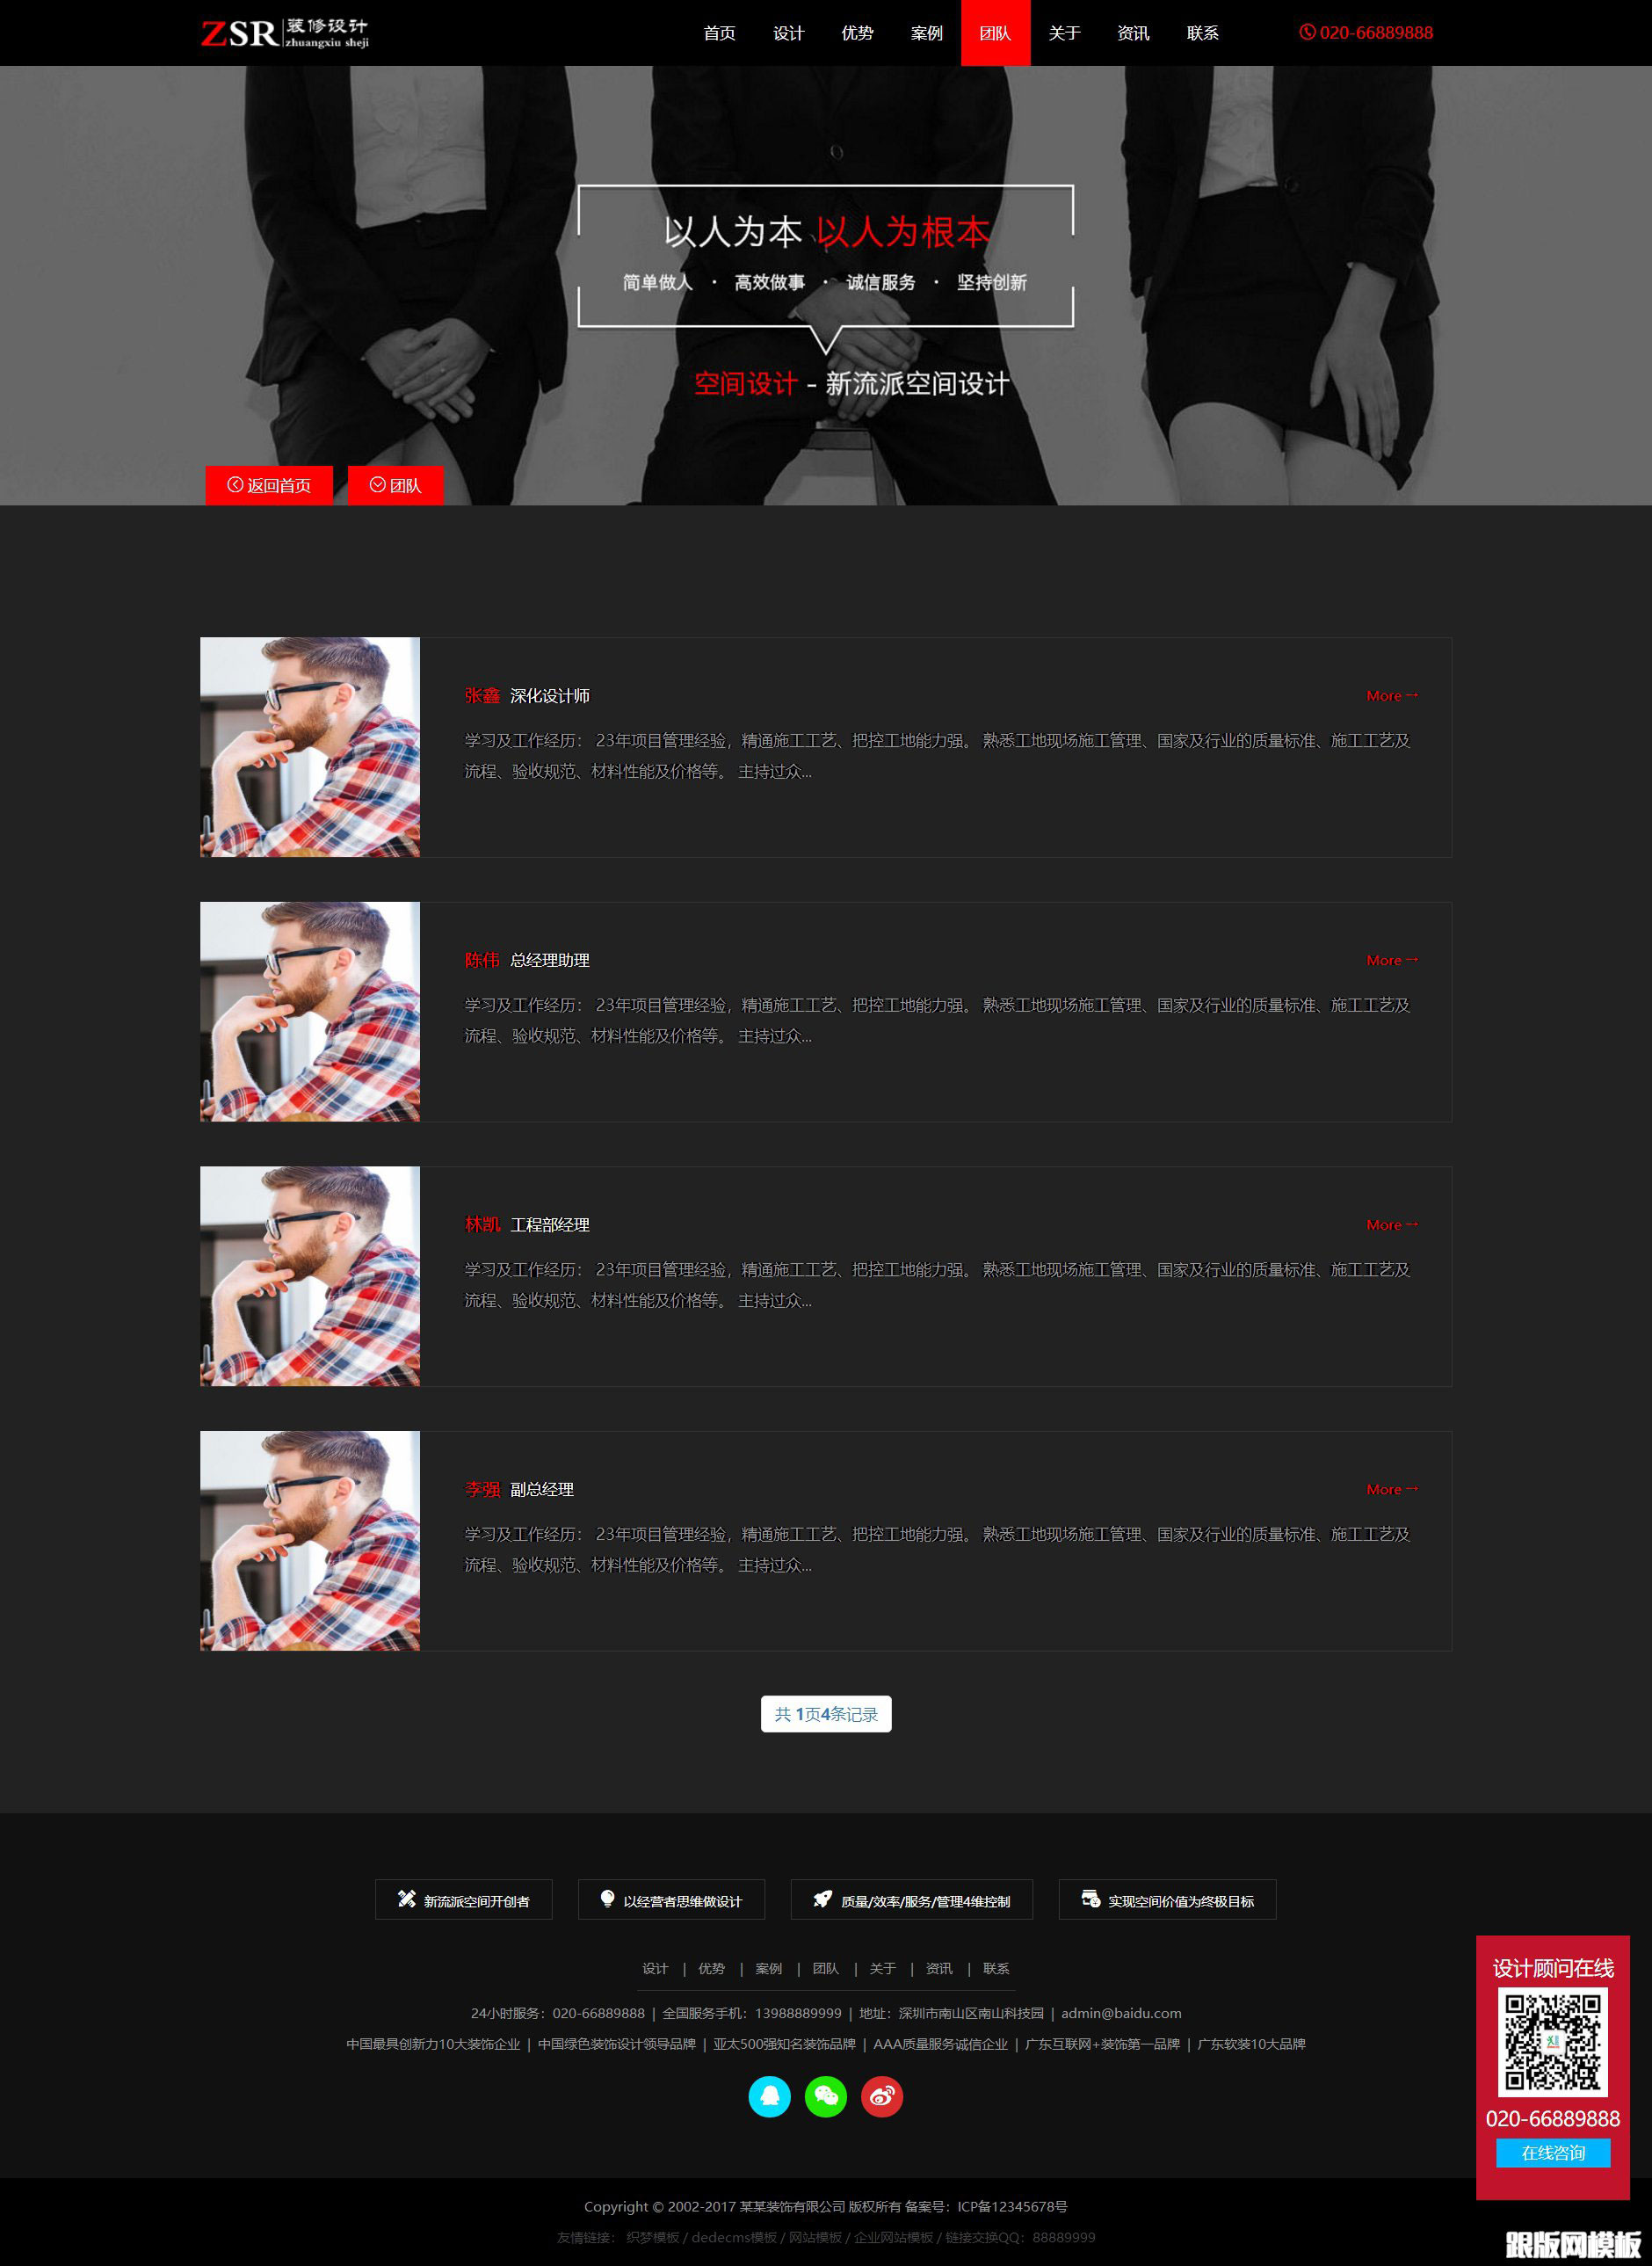 ZSR 装修设计
zhuangxiu sheji
首页 设计 优势 案例 团队 关于 资讯 联系 020-66889888
以人为本 以人为根本
简单做人 · 高效做事 · 诚信服务 · 坚持创新
空间设计 - 新流派空间设计
返回首页 团队
张鑫 深化设计师 More→
学习及工作经历： 23年项目管理经验，精通施工工艺、把控工地能力强。 熟悉工地现场施工管理、国家及行业的质量标准、施工工艺及
流程、验收规范、材料性能及价格等。 主持过众...
陈伟 总经理助理 More→
学习及工作经历： 23年项目管理经验，精通施工工艺、把控工地能力强。 熟悉工地现场施工管理、国家及行业的质量标准、施工工艺及
流程、验收规范、材料性能及价格等。 主持过众...
林凯 工程部经理 More→
学习及工作经历： 23年项目管理经验，精通施工工艺、把控工地能力强。 熟悉工地现场施工管理、国家及行业的质量标准、施工工艺及
流程、验收规范、材料性能及价格等。 主持过众...
李强 副总经理 More→
学习及工作经历： 23年项目管理经验，精通施工工艺、把控工地能力强。 熟悉工地现场施工管理、国家及行业的质量标准、施工工艺及
流程、验收规范、材料性能及价格等。 主持过众...
共 1页4条记录
新流派空间开创者 以经营者思维做设计 质量/效率/服务/管理4维控制 实现空间价值为终极目标
设计 | 优势 | 案例 | 团队 | 关于 | 资讯 | 联系
24小时服务：020-66889888 | 全国服务手机：13988889999 | 地址：深圳市南山区南山科技园 | admin@baidu.com
中国最具创新力10大装饰企业 | 中国绿色装饰设计领导品牌 | 亚太500强知名装饰品牌 | AAA质量服务诚信企业 | 广东互联网+装饰第一品牌 | 广东软装10大品牌
设计顾问在线
020-66889888
在线咨询
Copyright © 2002-2017 某某装饰有限公司 版权所有 备案号：ICP备12345678号
友情链接： 织梦模板 / dedecms模板 / 网站模板 / 企业网站模板 / 链接交换QQ：88889999
跟版网模板